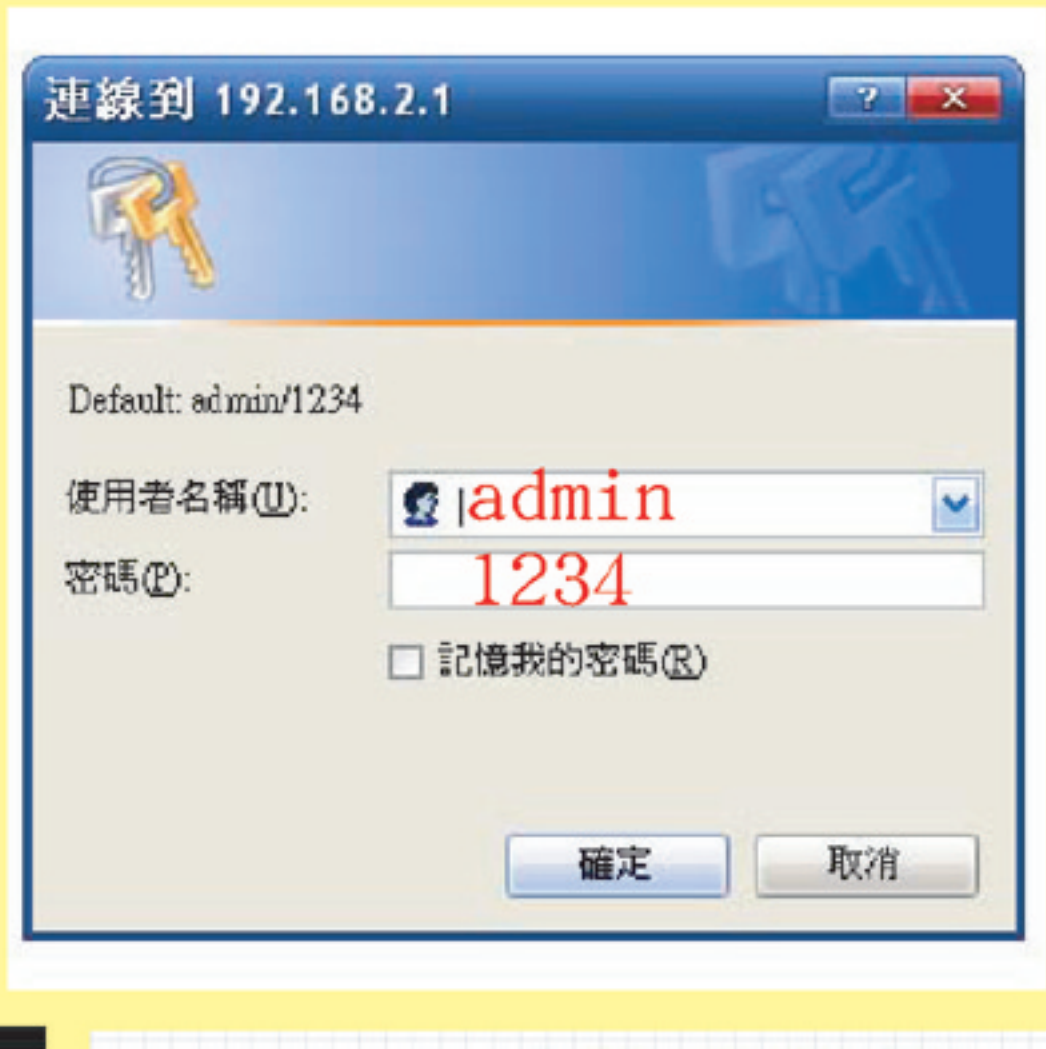 連線到 192.168.2.1
Default: admin/1234
使用者名稱(U): admin
密碼(P): 1234
記憶我的密碼(R)
確定 取消